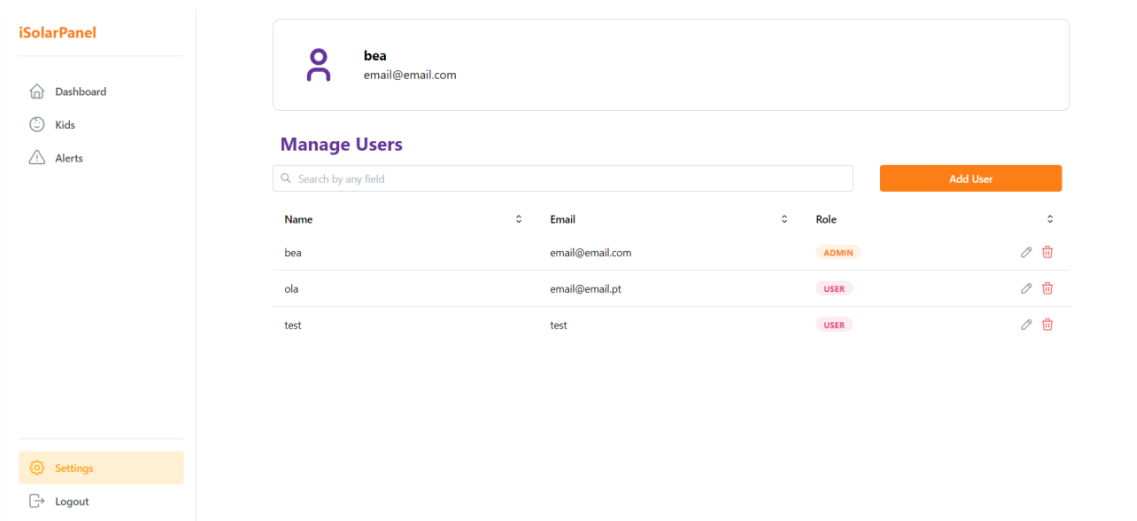 iSolarPanel
Dashboard
Kids
Alerts
Settings
Logout
bea
email@email.com
Manage Users
Search by any field
Add User
Name Email Role
bea email@email.com ADMIN
ola email@email.pt USER
test test USER